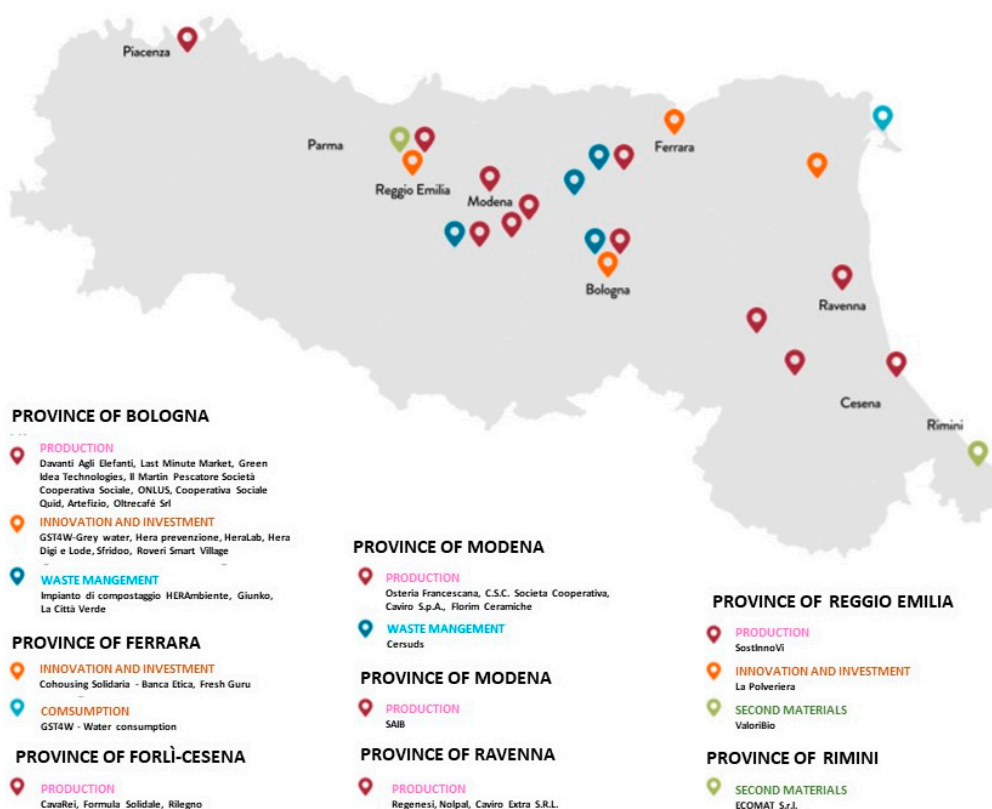 Piacenza
Parma
Reggio Emilia
Modena
Ferrara
Bologna
Ravenna
Cesena
Rimini
PROVINCE OF BOLOGNA
PRODUCTION
Davanti Agli Elefanti, Last Minute Market, Green
Idea Technologies, Il Martin Pescatore Società
Cooperativa Sociale, ONLUS, Cooperativa Sociale
Quid, Artefizio, Oltrecafé Srl
INNOVATION AND INVESTMENT
GST4W-Grey water, Hera prevenzione, HeraLab, Hera
Digi e Lode, Sfridoo, Roveri Smart Village
WASTE MANGEMENT
Impianto di compostaggio HERAmbiente, Giunko,
La Città Verde
PROVINCE OF FERRARA
INNOVATION AND INVESTMENT
Cohousing Solidaria - Banca Etica, Fresh Guru
COMSUMPTION
GST4W - Water consumption
PROVINCE OF FORLÌ-CESENA
PRODUCTION
CavaRei, Formula Solidale, Rilegno
PROVINCE OF MODENA
PRODUCTION
Osteria Francescana, C.S.C. Societa Cooperativa,
Caviro S.p.A., Florim Ceramiche
WASTE MANGEMENT
Cersuds
PROVINCE OF MODENA
PRODUCTION
SAIB
PROVINCE OF RAVENNA
PRODUCTION
Regenesi, Nolpal, Caviro Extra S.R.L.
PROVINCE OF REGGIO EMILIA
PRODUCTION
SostInnoVi
INNOVATION AND INVESTMENT
La Polveriera
SECOND MATERIALS
ValoriBio
PROVINCE OF RIMINI
SECOND MATERIALS
ECOMAT S.r.l.